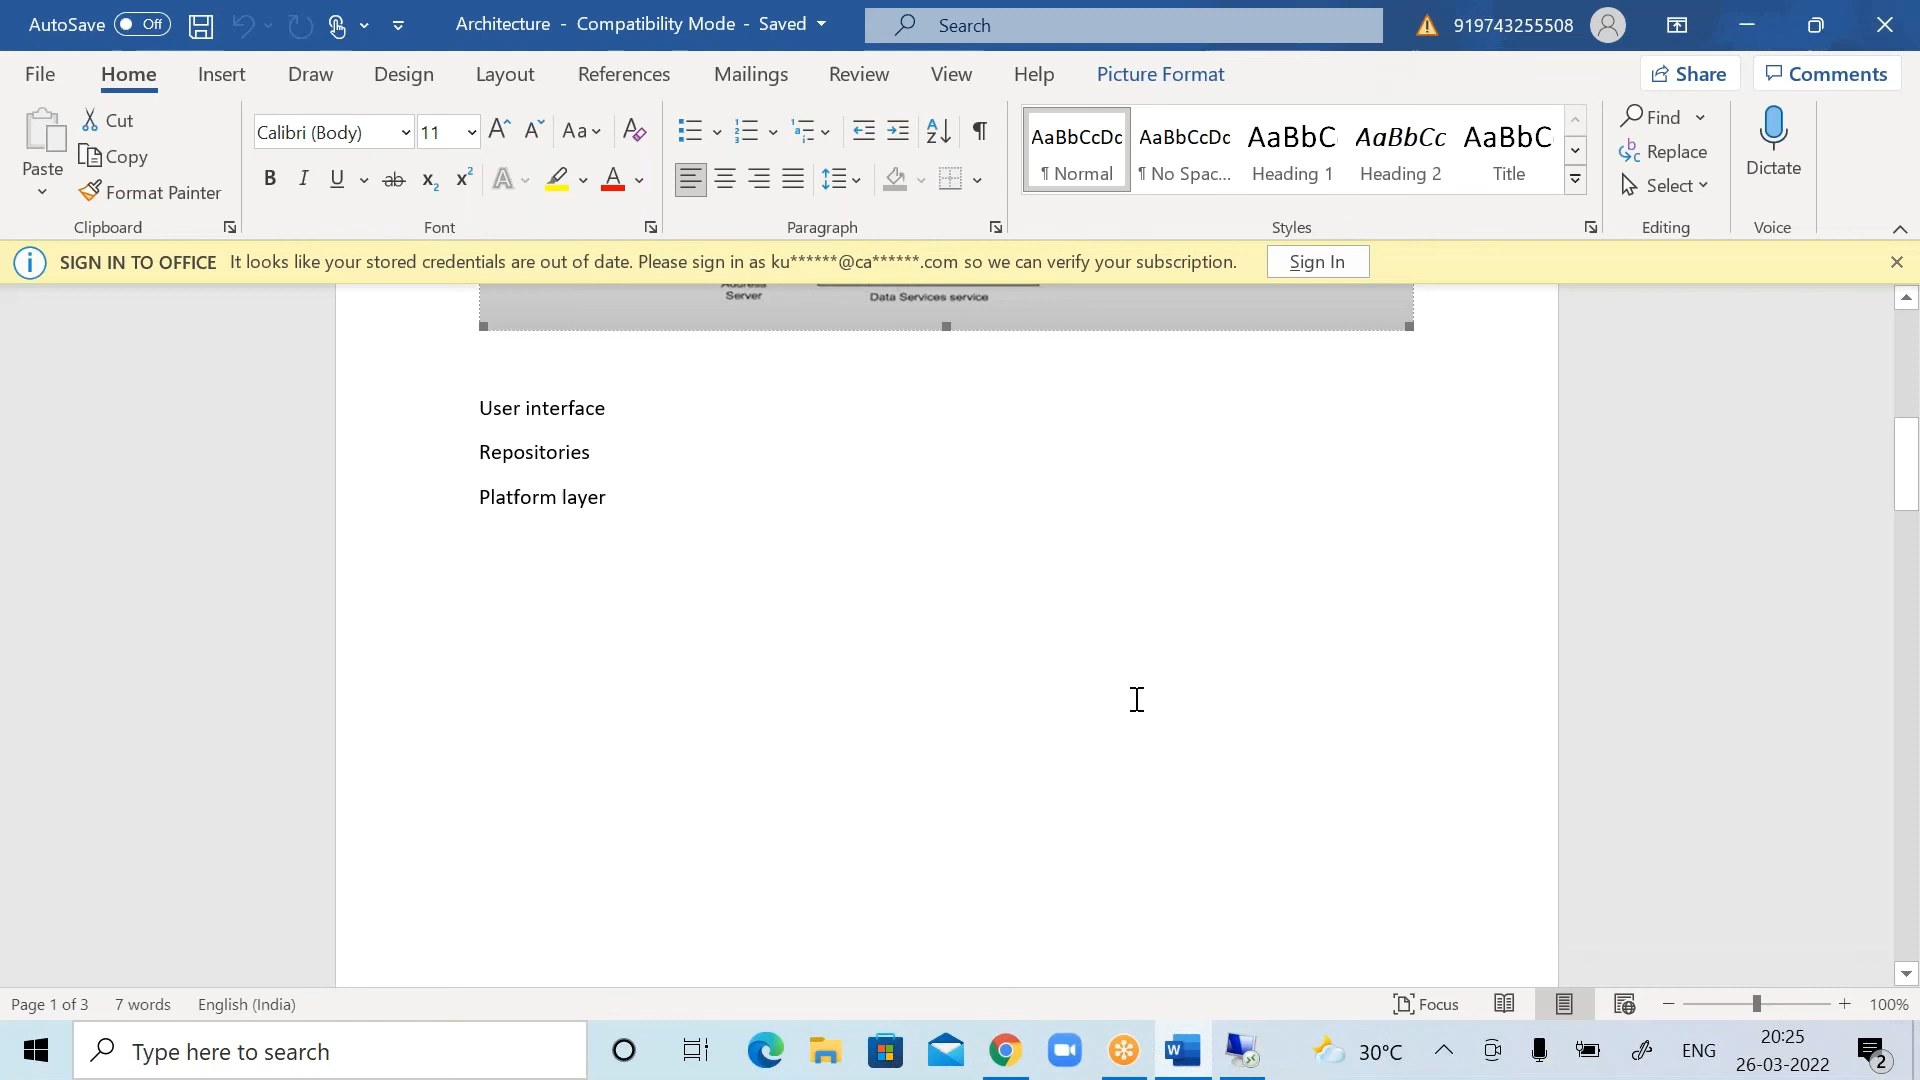 AutoSave Off Architecture - Compatibility Mode - Saved Search 919743255508
File Home Insert Draw Design Layout References Mailings Review View Help Picture Format Share Comments
Paste Cut Copy Format Painter
Calibri (Body) 11
AaBbCcDc AaBbCcDc AaBbC AaBbCc AaBbC
¶ Normal ¶ No Spac... Heading 1 Heading 2 Title
Find Replace Select Dictate
Clipboard Font Paragraph Styles Editing Voice
SIGN IN TO OFFICE It looks like your stored credentials are out of date. Please sign in as ku******@ca******.com so we can verify your subscription. Sign In
Address
Server
Data Services service
User interface
Repositories
Platform layer
Page 1 of 3 7 words English (India) Focus 100%
Type here to search 30°C ENG 20:25
26-03-2022 2